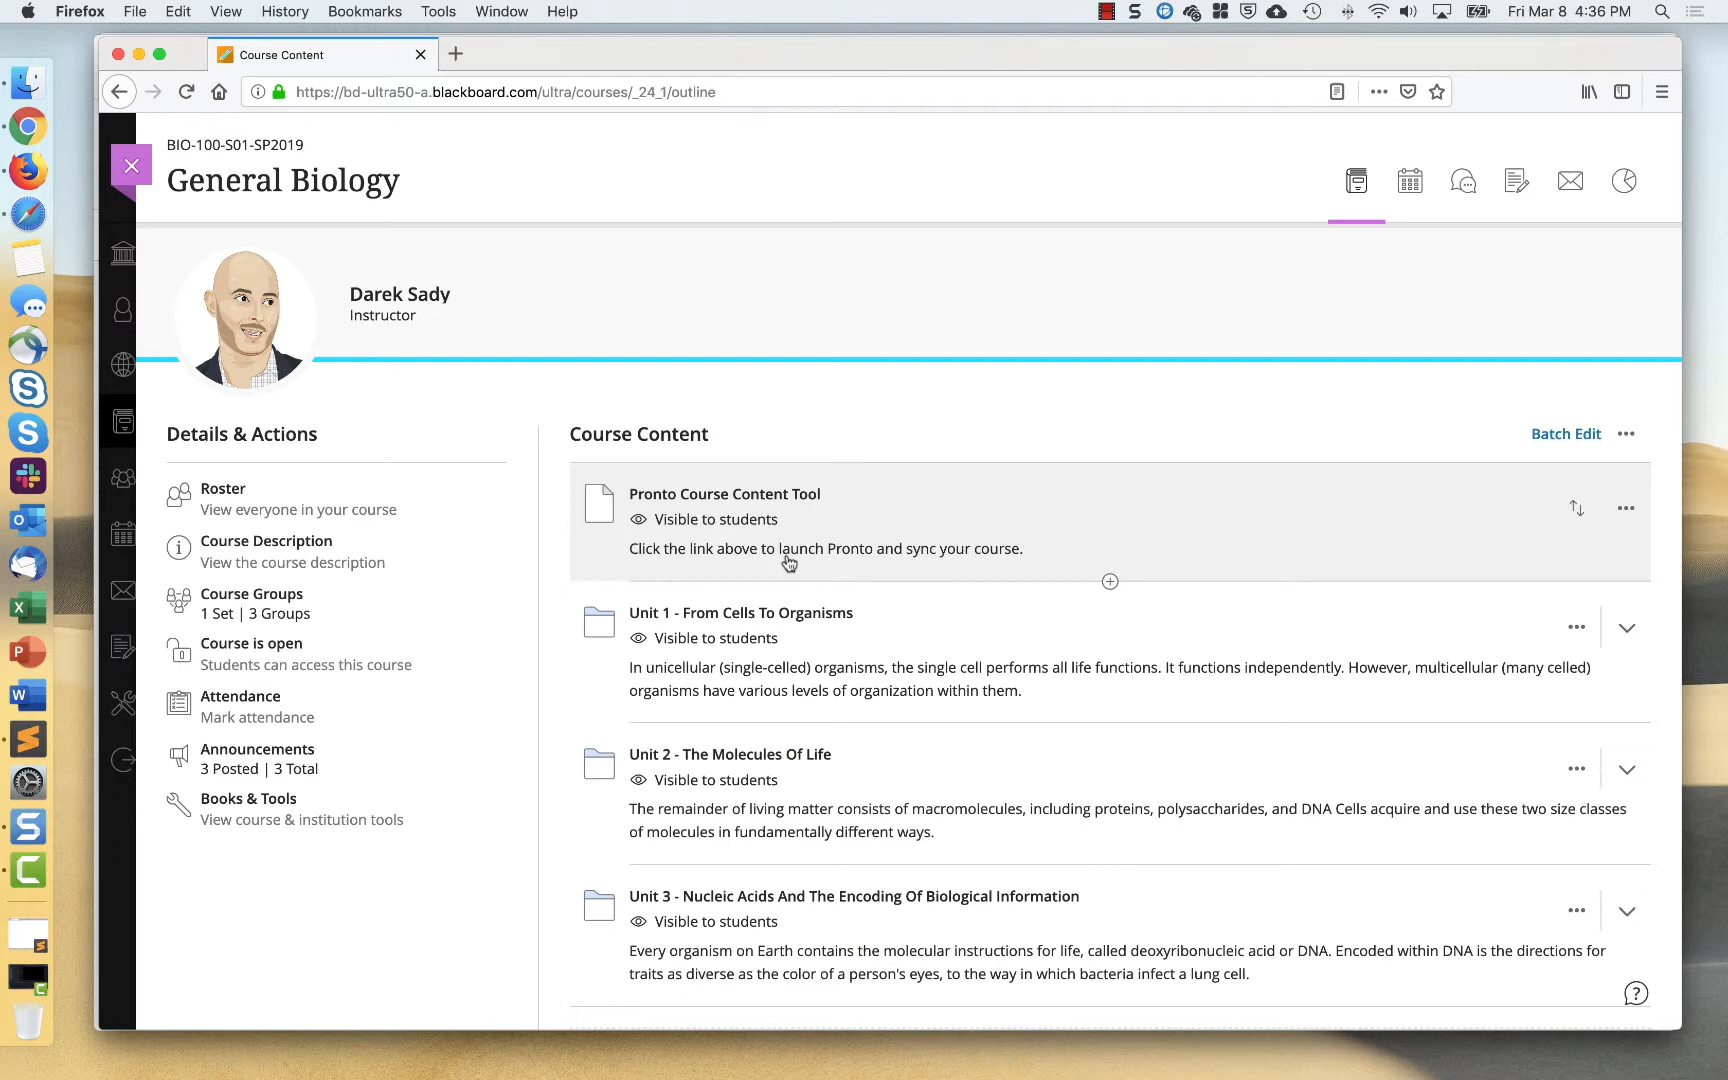 Firefox File Edit View History Bookmarks Tools Window Help Fri Mar 8 4:36 PM
Course Content
https://bd-ultra50-a.blackboard.com/ultra/courses/_24_1/outline
BIO-100-S01-SP2019
General Biology
Darek Sady
Instructor
Details & Actions
Roster
View everyone in your course
Course Description
View the course description
Course Groups
1 Set | 3 Groups
Course is open
Students can access this course
Attendance
Mark attendance
Announcements
3 Posted | 3 Total
Books & Tools
View course & institution tools
Course Content
Batch Edit
Pronto Course Content Tool
Visible to students
Click the link above to launch Pronto and sync your course.
Unit 1 - From Cells To Organisms
Visible to students
In unicellular (single-celled) organisms, the single cell performs all life functions. It functions independently. However, multicellular (many celled)
organisms have various levels of organization within them.
Unit 2 - The Molecules Of Life
Visible to students
The remainder of living matter consists of macromolecules, including proteins, polysaccharides, and DNA Cells acquire and use these two size classes
of molecules in fundamentally different ways.
Unit 3 - Nucleic Acids And The Encoding Of Biological Information
Visible to students
Every organism on Earth contains the molecular instructions for life, called deoxyribonucleic acid or DNA. Encoded within DNA is the directions for
traits as diverse as the color of a person's eyes, to the way in which bacteria infect a lung cell.